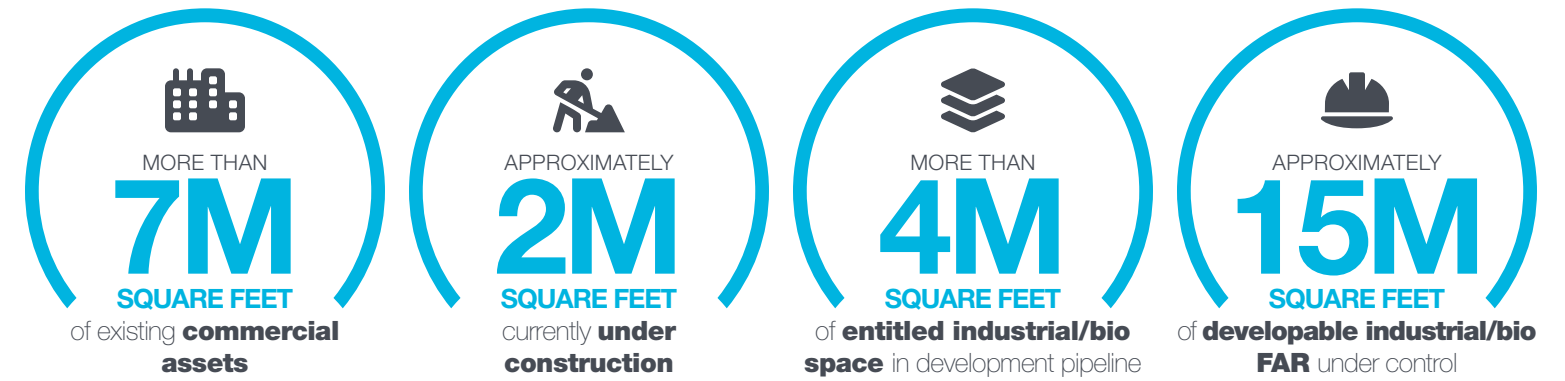 MORE THAN
7M
SQUARE FEET
of existing commercial
assets
APPROXIMATELY
2M
SQUARE FEET
currently under
construction
MORE THAN
4M
SQUARE FEET
of entitled industrial/bio
space in development pipeline
APPROXIMATELY
15M
SQUARE FEET
of developable industrial/bio
FAR under control